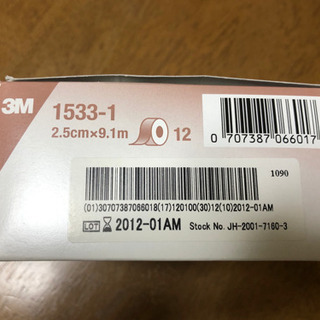 3M 1533-1
2.5cm×9.1m 12
0 707387 066017
1090
(01)30707387066018(17)120100(30)12(10)2012-01AM
LOT 2012-01AM Stock No. JH-2001-7160-3